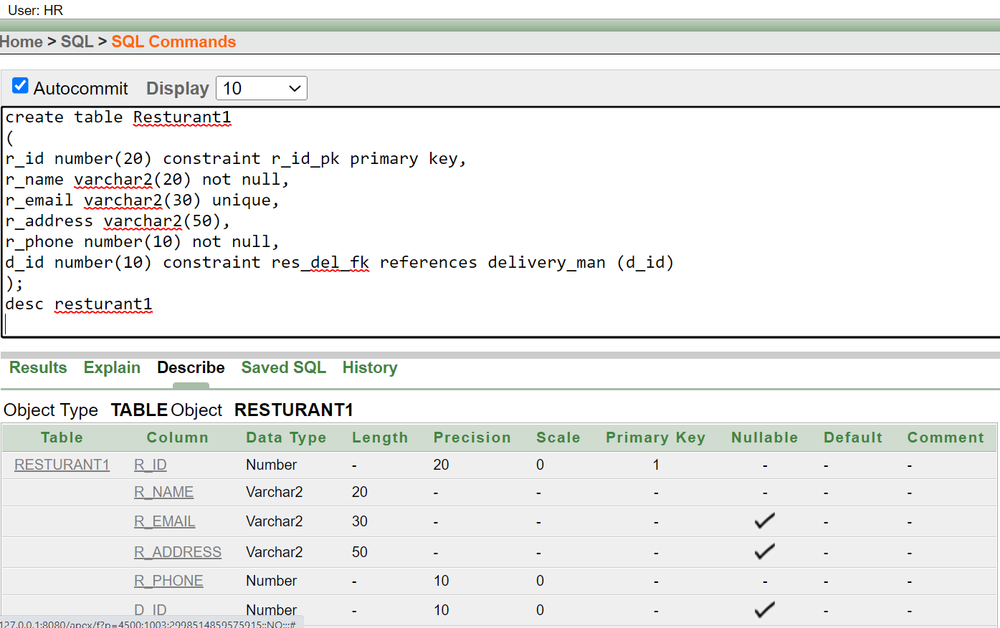 User: HR
Home > SQL > SQL Commands
Autocommit Display 10
create table Resturant1
(
r_id number(20) constraint r_id_pk primary key,
r_name varchar2(20) not null,
r_email varchar2(30) unique,
r_address varchar2(50),
r_phone number(10) not null,
d_id number(10) constraint res_del_fk references delivery_man (d_id)
);
desc resturant1
Results Explain Describe Saved SQL History
Object Type TABLE Object RESTURANT1
Table Column Data Type Length Precision Scale Primary Key Nullable Default Comment
RESTURANT1 R_ID Number - 20 0 1 - - -
R_NAME Varchar2 20 - - - - - -
R_EMAIL Varchar2 30 - - - ✓ - -
R_ADDRESS Varchar2 50 - - - ✓ - -
R_PHONE Number - 10 0 - - - -
D_ID Number - 10 0 - ✓ - -
127.0.0.1:8080/apex/f?p=4500:1003:2998514859575915::NO:::#